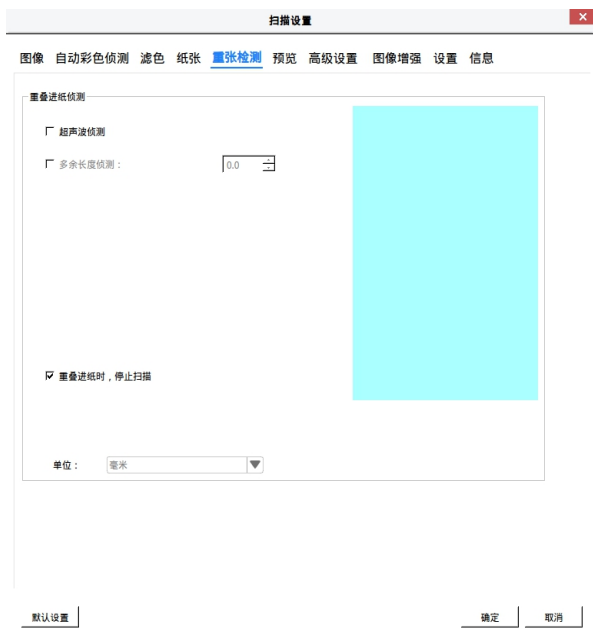 扫描设置
图像 自动彩色侦测 滤色 纸张 重张检测 预览 高级设置 图像增强 设置 信息
重叠进纸侦测
超声波侦测
多余长度侦测： 0.0
重叠进纸时，停止扫描
单位： 毫米
默认设置 确定 取消